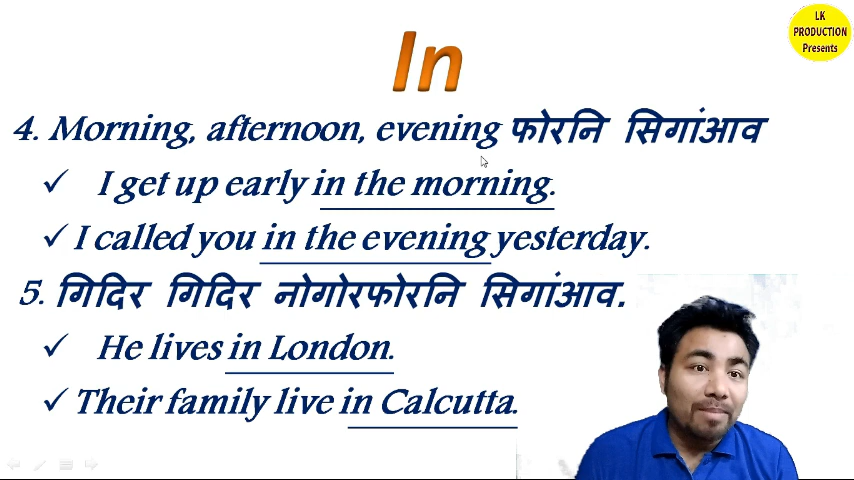 LK
PRODUCTION
Presents
In
4. Morning, afternoon, evening फोरनि सिगांआव
✓ I get up early in the morning.
✓ I called you in the evening yesterday.
5. गिदिर गिदिर नोगोरफोरनि सिगांआव.
✓ He lives in London.
✓ Their family live in Calcutta.